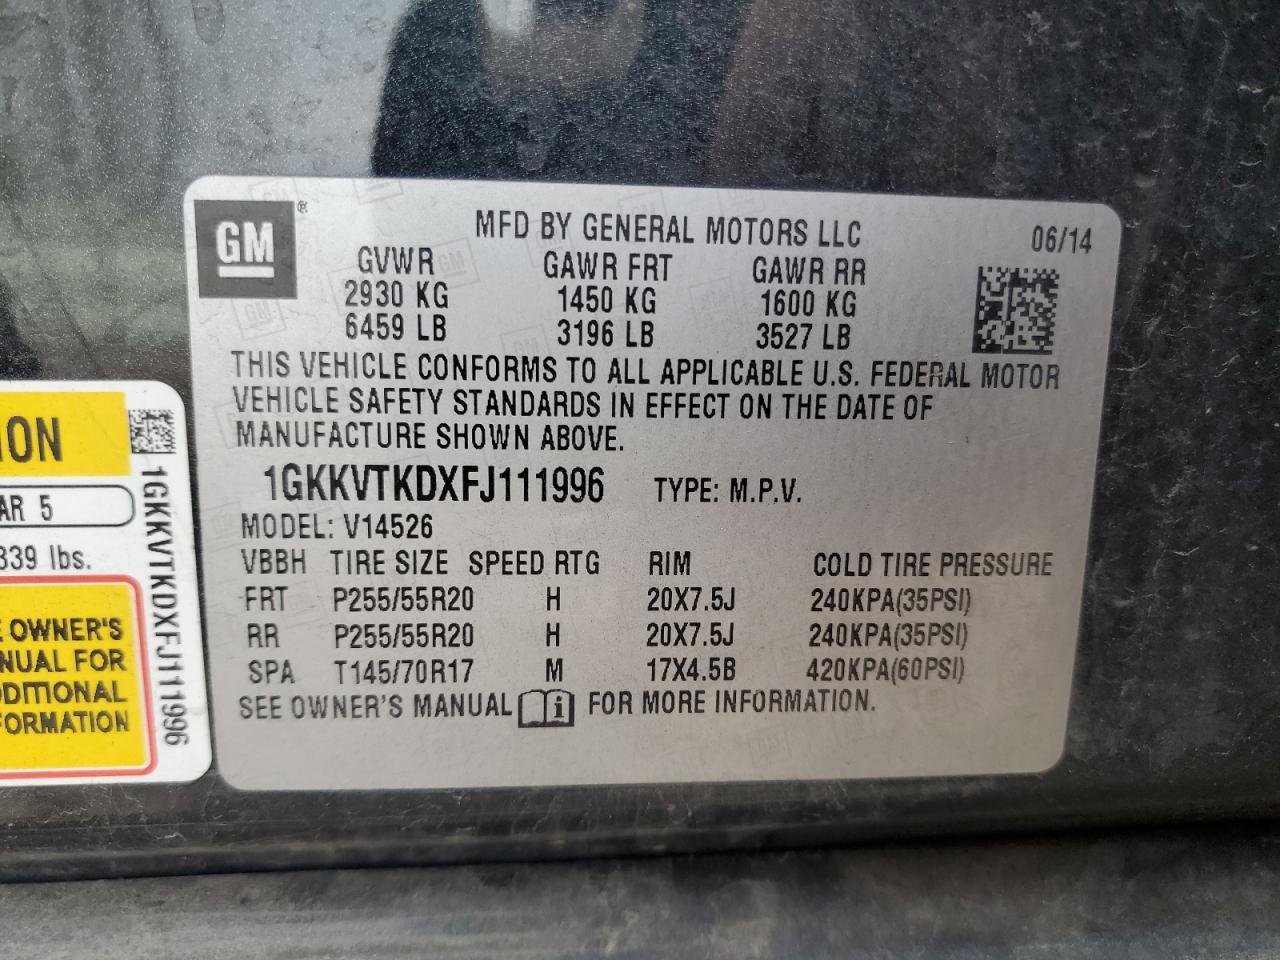 GM®
MFD BY GENERAL MOTORS LLC 06/14
GVWR GAWR FRT GAWR RR
2930 KG 1450 KG 1600 KG
6459 LB 3196 LB 3527 LB
THIS VEHICLE CONFORMS TO ALL APPLICABLE U.S. FEDERAL MOTOR
VEHICLE SAFETY STANDARDS IN EFFECT ON THE DATE OF
MANUFACTURE SHOWN ABOVE.
1GKKVTKDXFJ111996 TYPE: M.P.V.
MODEL: V14526
VBBH TIRE SIZE SPEED RTG RIM COLD TIRE PRESSURE
FRT P255/55R20 H 20X7.5J 240KPA(35PSI)
RR P255/55R20 H 20X7.5J 240KPA(35PSI)
SPA T145/70R17 M 17X4.5B 420KPA(60PSI)
SEE OWNER'S MANUAL i FOR MORE INFORMATION.
ION
AR 5
339 lbs.
E OWNER'S
NUAL FOR
DDITIONAL
FORMATION
1GKKVTKDXFJ111996